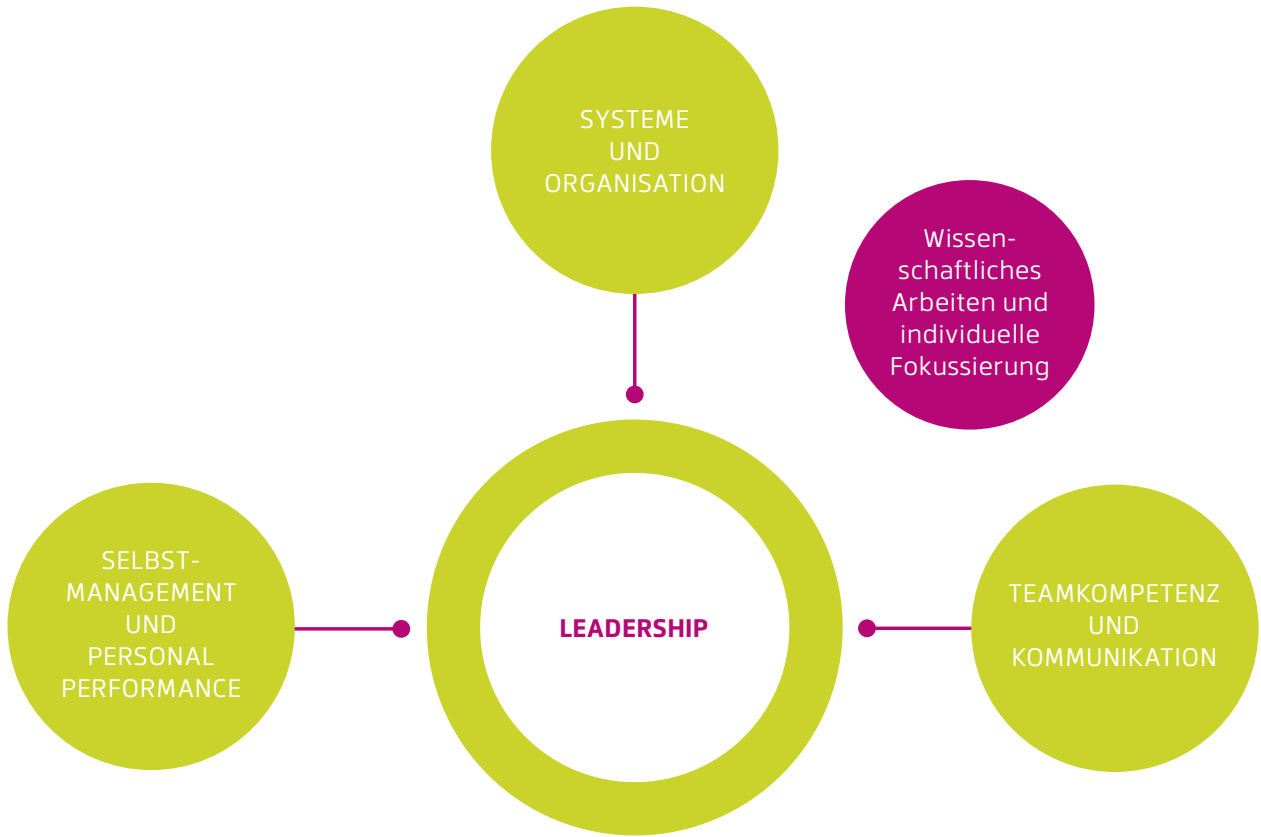 SYSTEME
UND
ORGANISATION
Wissen-
schaftliches
Arbeiten und
individuelle
Fokussierung
SELBST-
MANAGEMENT
UND
PERSONAL
PERFORMANCE
LEADERSHIP
TEAMKOMPETENZ
UND
KOMMUNIKATION